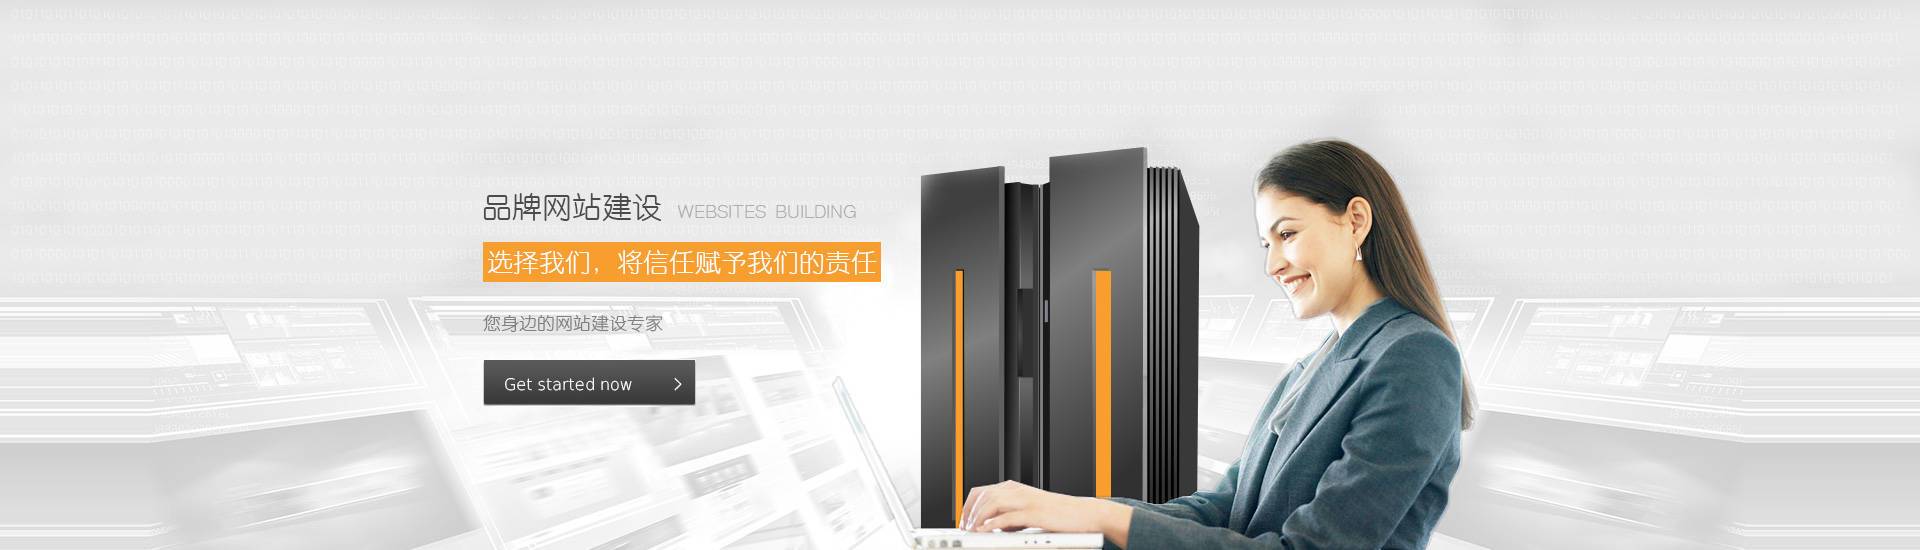 品牌网站建设 WEBSITES BUILDING
选择我们，将信任赋予我们的责任
您身边的网站建设专家
Get started now